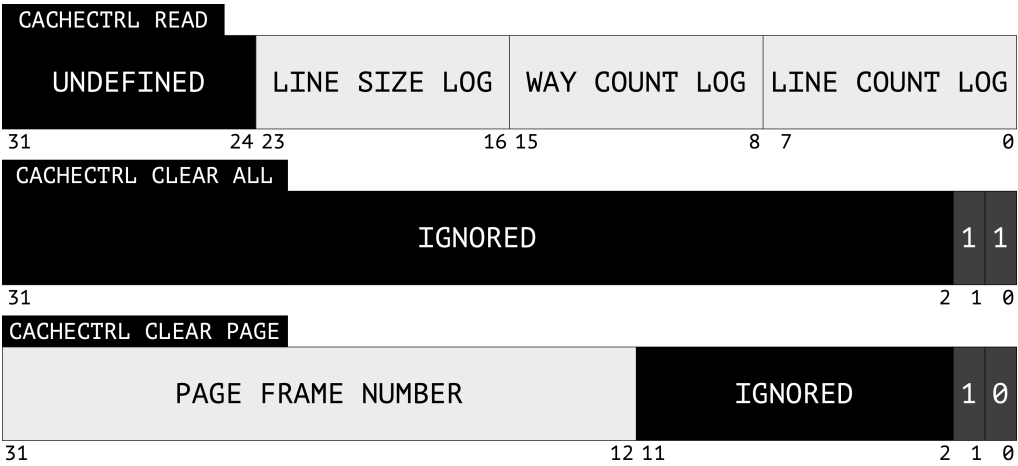 CACHECTRL READ
UNDEFINED LINE SIZE LOG WAY COUNT LOG LINE COUNT LOG
31 24 23 16 15 8 7 0
CACHECTRL CLEAR ALL
IGNORED 1 1
31 2 1 0
CACHECTRL CLEAR PAGE
PAGE FRAME NUMBER IGNORED 1 0
31 12 11 2 1 0